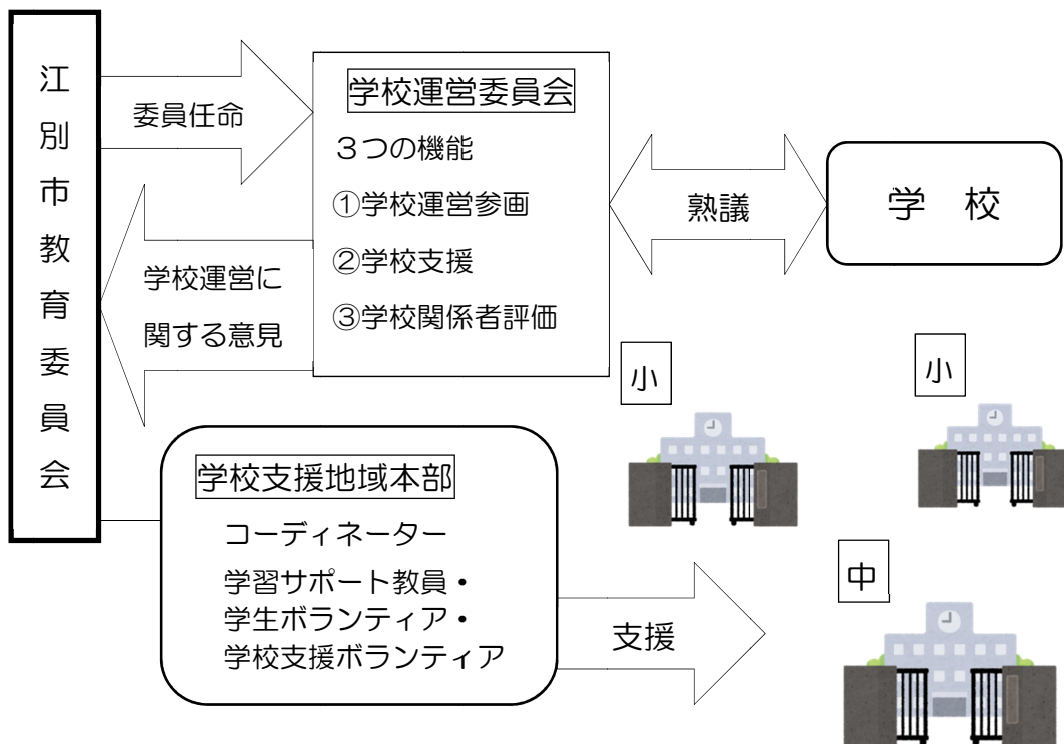 江別市教育委員会
委員任命
学校運営に
関する意見
学校運営委員会
3つの機能
①学校運営参画
②学校支援
③学校関係者評価
熟議
学　校
小
小
中
学校支援地域本部
コーディネーター
学習サポート教員・
学生ボランティア・
学校支援ボランティア
支援